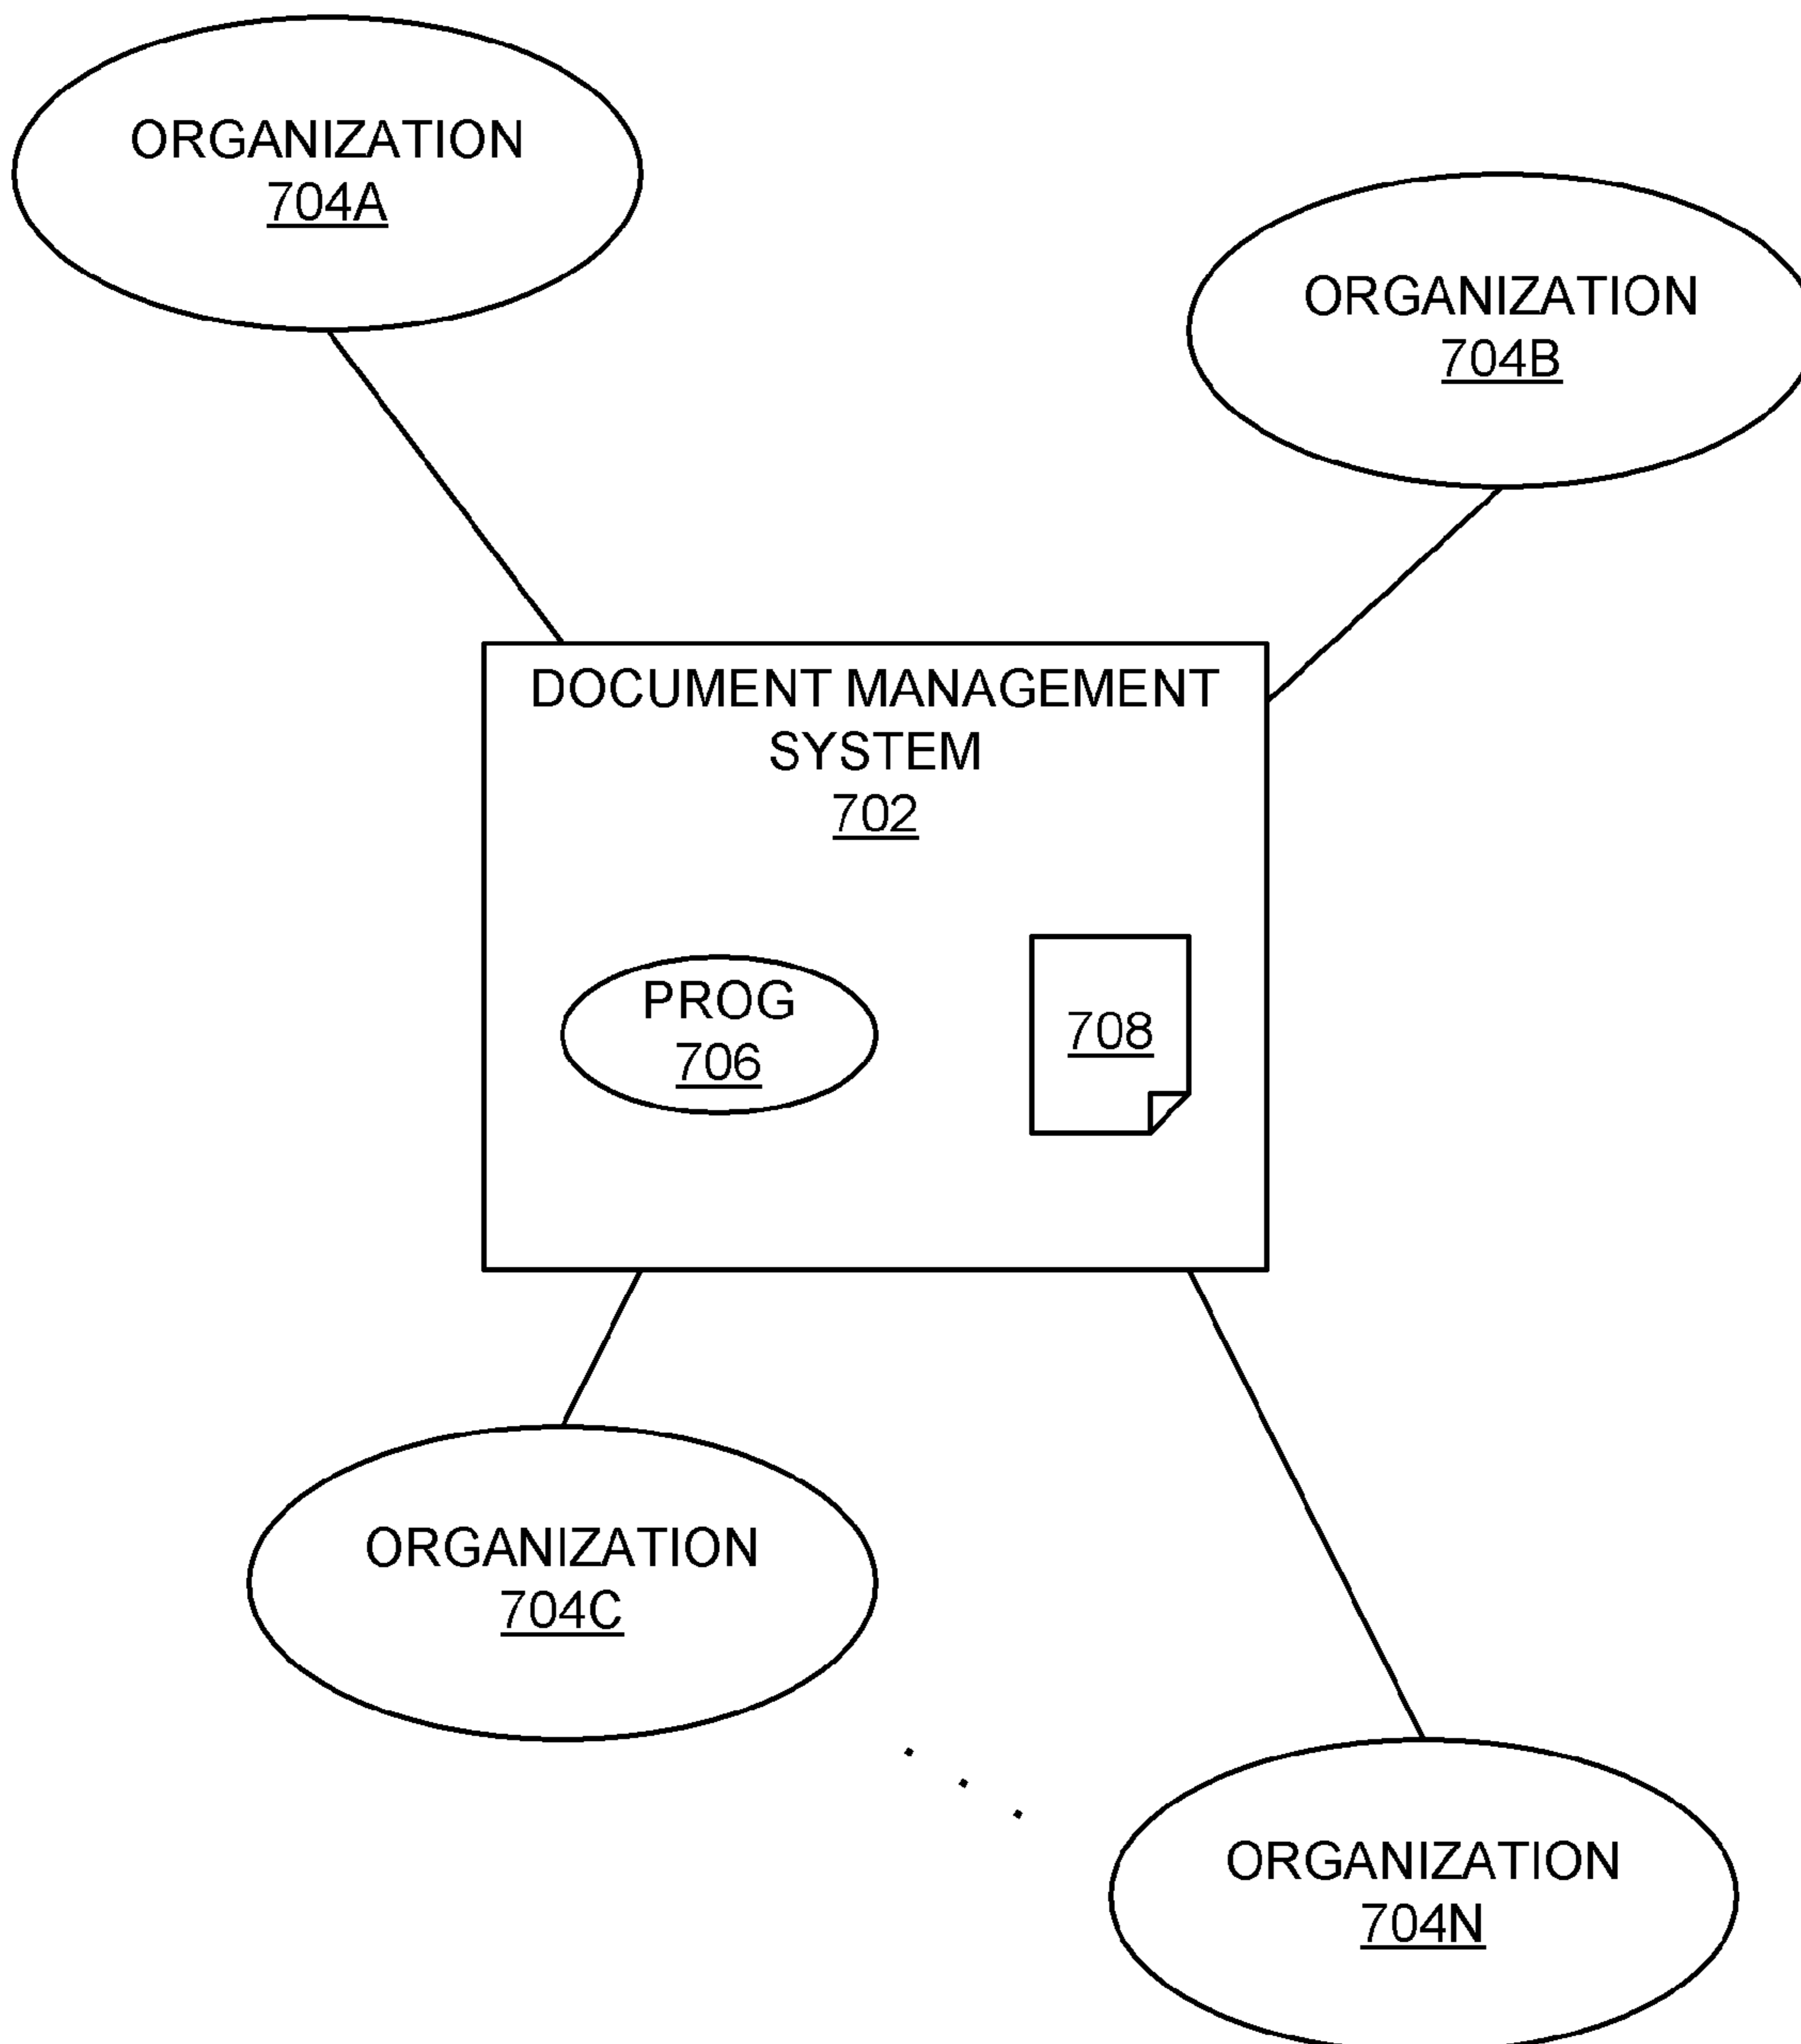 ORGANIZATION
704A
ORGANIZATION
704B
DOCUMENT MANAGEMENT
SYSTEM
702
PROG
706
708
ORGANIZATION
704C
ORGANIZATION
704N